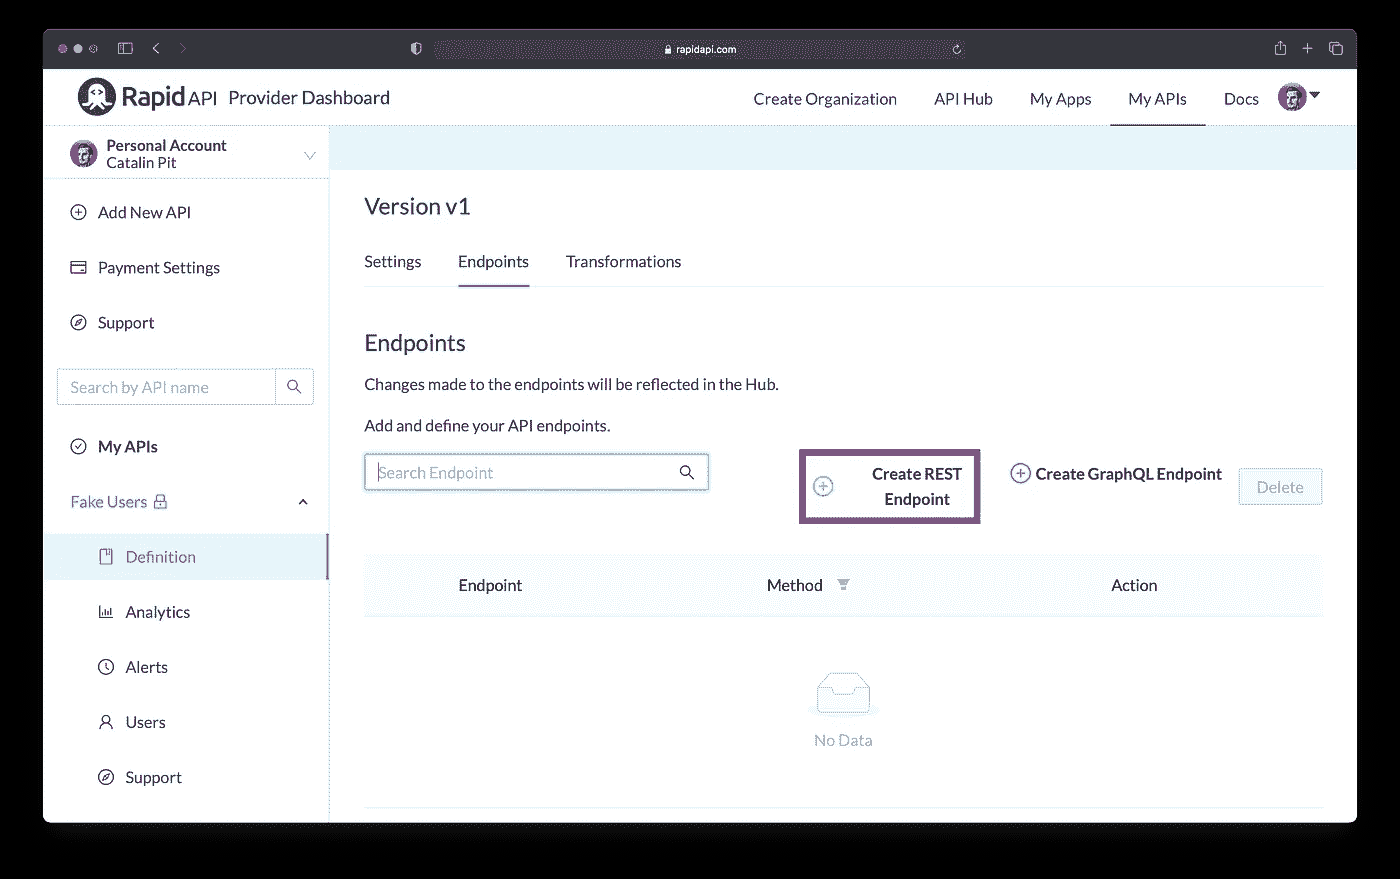 rapidapi.com
Rapid API Provider Dashboard
Create Organization
API Hub
My Apps
My APIs
Docs
Personal Account
Catalin Pit
Add New API
Payment Settings
Support
Search by API name
My APIs
Fake Users
Definition
Analytics
Alerts
Users
Support
Version v1
Settings
Endpoints
Transformations
Endpoints
Changes made to the endpoints will be reflected in the Hub.
Add and define your API endpoints.
Search Endpoint
Create REST
Endpoint
Create GraphQL Endpoint
Delete
Endpoint
Method
Action
No Data